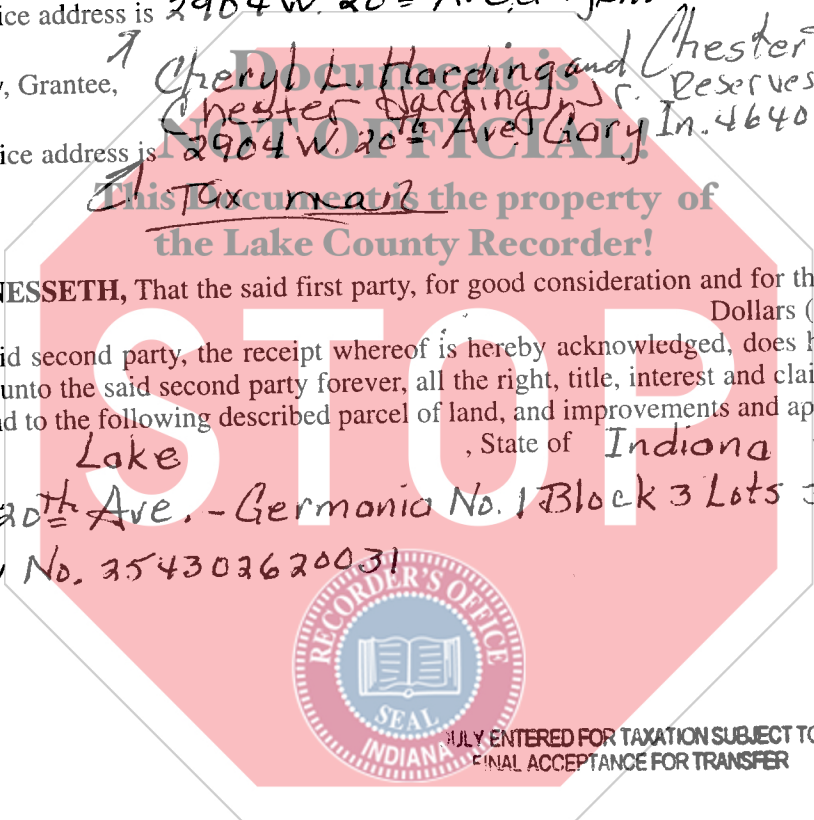 ice address is 2904 W. 20th Ave,
, Grantee, Cheryl L. Harding and Chester
Chester Harding Jr. Reserves
ice address is 2904 W. 20th Ave. Gary In. 4640
Tax mail
Document is
NOT OFFICIAL!
This Document is the property of
the Lake County Recorder!
NESSETH, That the said first party, for good consideration and for th
Dollars (
id second party, the receipt whereof is hereby acknowledged, does h
unto the said second party forever, all the right, title, interest and clai
d to the following described parcel of land, and improvements and ap
Lake , State of Indiana
20th Ave. - Germania No. 1 Block 3 Lots 3
No. 254302620031
STOP
RECORDER'S OFFICE
SEAL
INDIANA
ULY ENTERED FOR TAXATION SUBJECT TO
FINAL ACCEPTANCE FOR TRANSFER